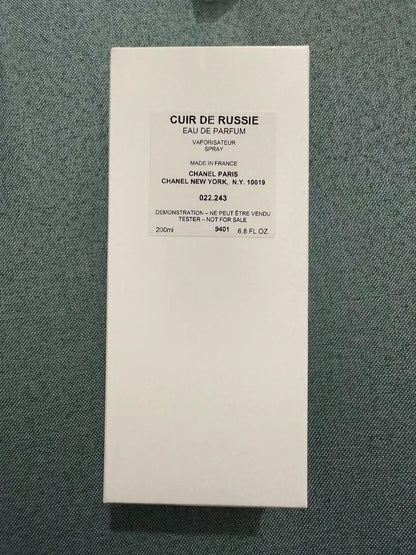 CUIR DE RUSSIE
EAU DE PARFUM
VAPORISATEUR
SPRAY
MADE IN FRANCE
CHANEL PARIS
CHANEL NEW YORK, N.Y. 10019
022.243
DEMONSTRATION – NE PEUT ÊTRE VENDU
TESTER – NOT FOR SALE
200ml 9401 6.8 FL OZ.